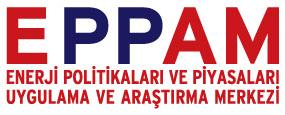 EPPAM
ENERJİ POLİTİKALARI VE PİYASALARI
UYGULAMA VE ARAŞTIRMA MERKEZİ